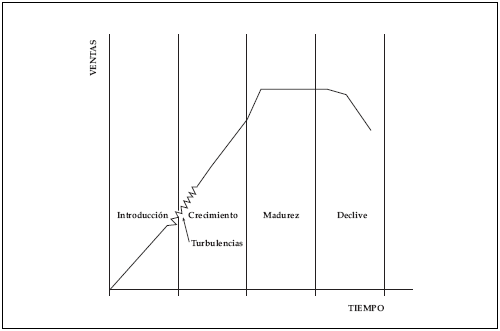 VENTAS
Introducción
Crecimiento
Madurez
Declive
Turbulencias
TIEMPO